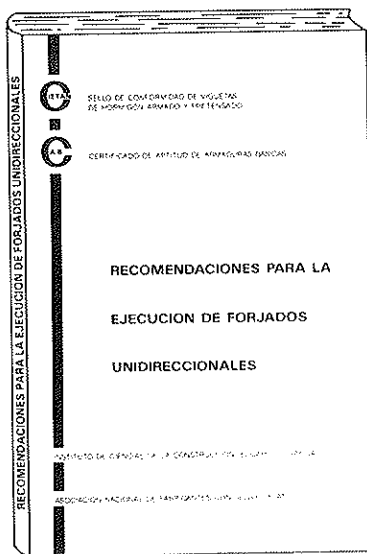 RECOMENDACIONES PARA LA EJECUCION DE FORJADOS UNIDIRECCIONALES
CIETAN
SELLO DE CONFORMIDAD DE VIGUETAS
DE HORMIGON ARMADO Y PRETENSADO
A.B.
CERTIFICADO DE APTITUD DE ARMADURAS BASICAS
RECOMENDACIONES PARA LA
EJECUCION DE FORJADOS
UNIDIRECCIONALES
INSTITUTO DE CIENCIAS DE LA CONSTRUCCION
ASOCIACION NACIONAL DE FABRICANTES CON